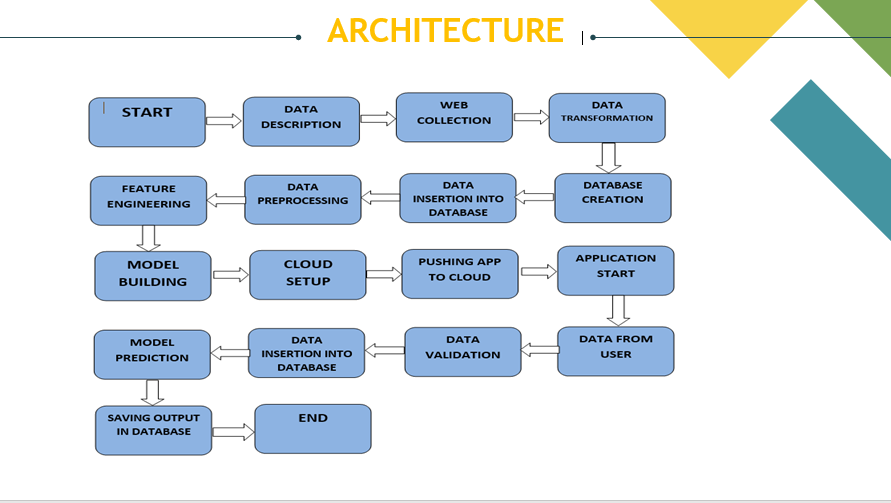 ARCHITECTURE
START
DATA
DESCRIPTION
WEB
COLLECTION
DATA
TRANSFORMATION
DATABASE
CREATION
DATA
INSERTION INTO
DATABASE
DATA
PREPROCESSING
FEATURE
ENGINEERING
MODEL
BUILDING
CLOUD
SETUP
PUSHING APP
TO CLOUD
APPLICATION
START
DATA FROM
USER
DATA
VALIDATION
DATA
INSERTION INTO
DATABASE
MODEL
PREDICTION
SAVING OUTPUT
IN DATABASE
END